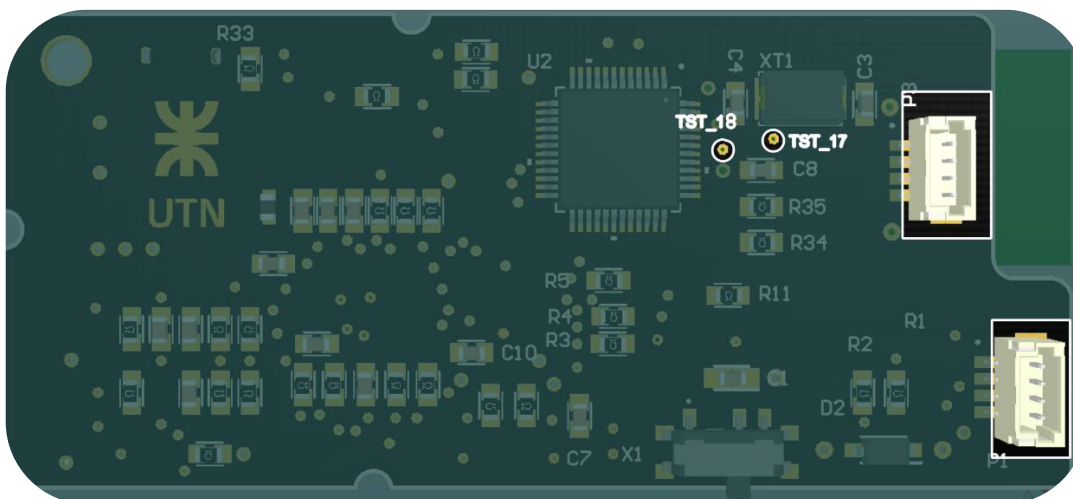 R33
U2
C4
XT1
C3
TST_18
TST_17
C8
UTN
R35
R34
R5
R11
R4
R1
R3
R2
C10
C1
D2
C7
X1
P1